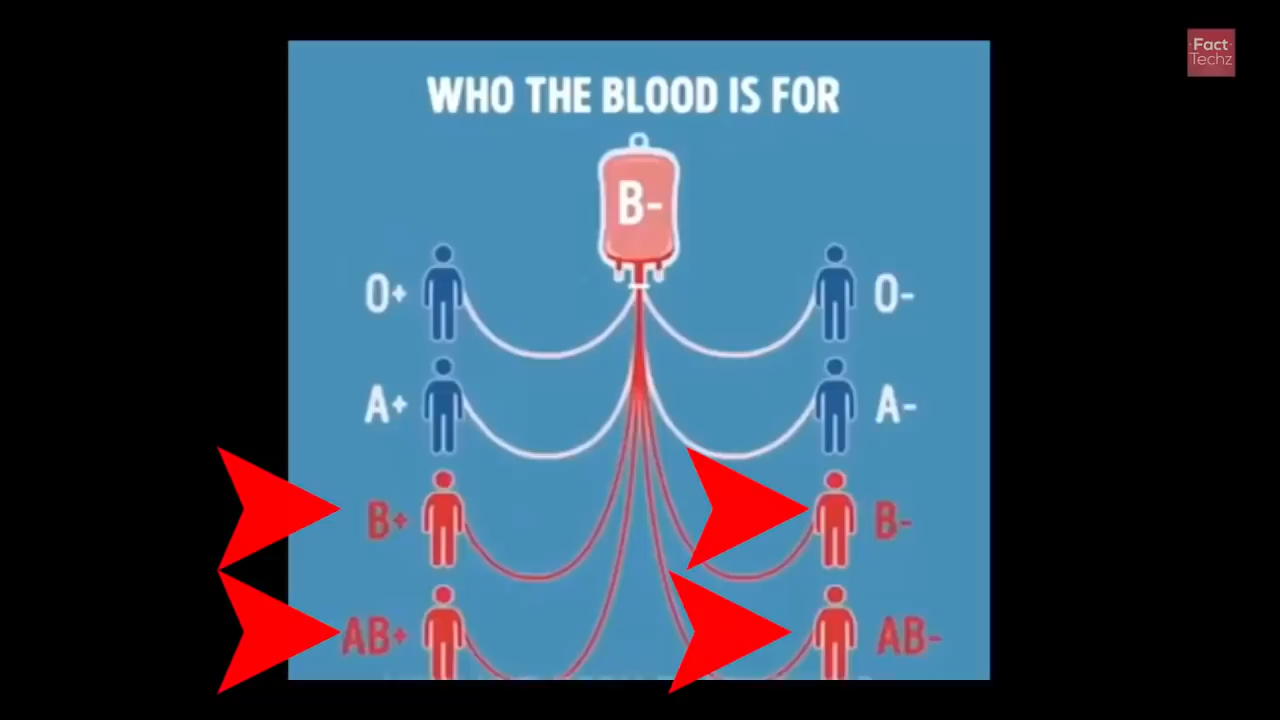 Fact
Techz
WHO THE BLOOD IS FOR
B-
O+
O-
A+
A-
B+
B-
AB+
AB-